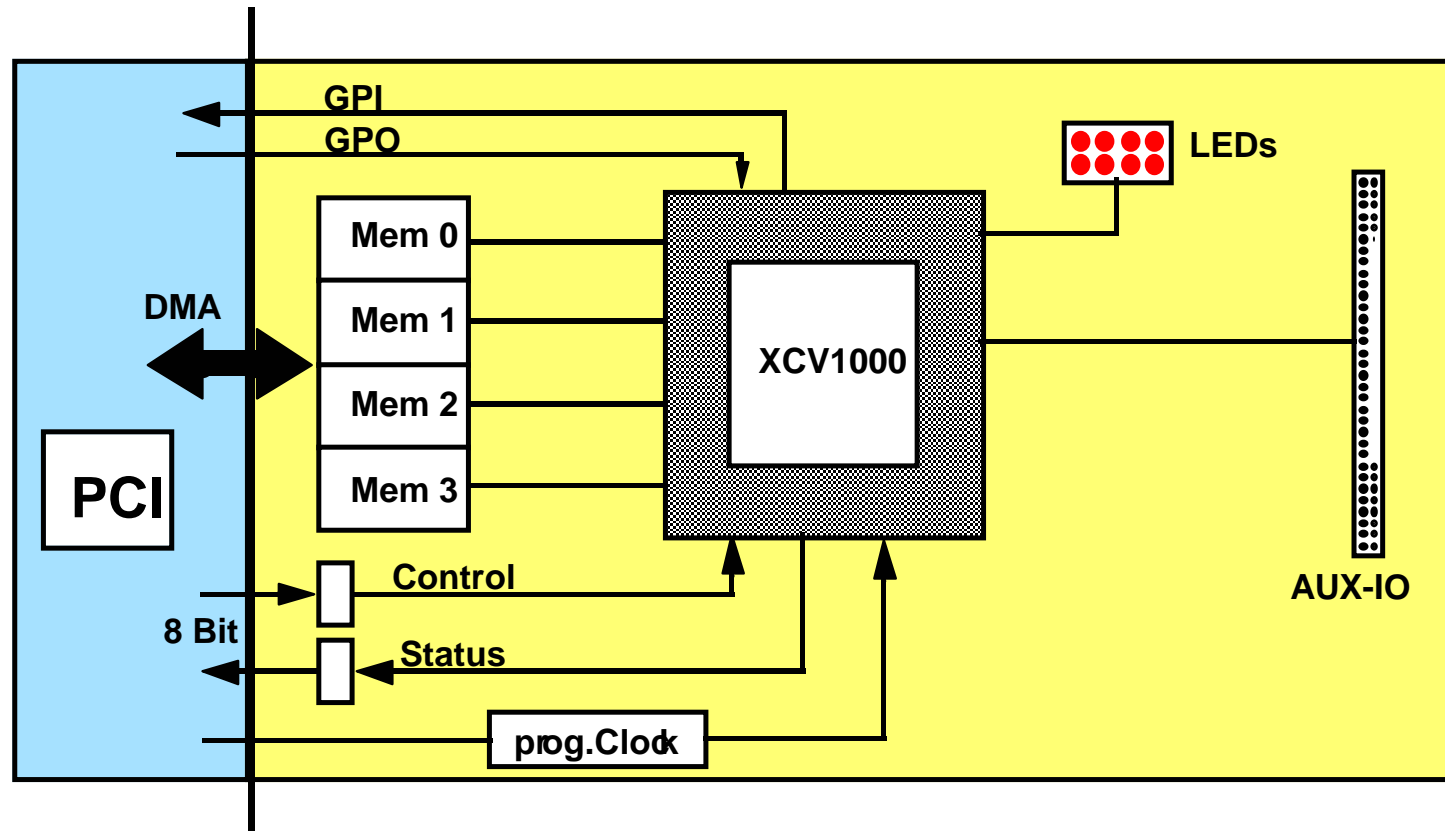 GPI
GPO
LEDs
Mem 0
DMA
Mem 1
XCV1000
Mem 2
PCI
Mem 3
Control
AUX-IO
8 Bit
Status
prog.Clock